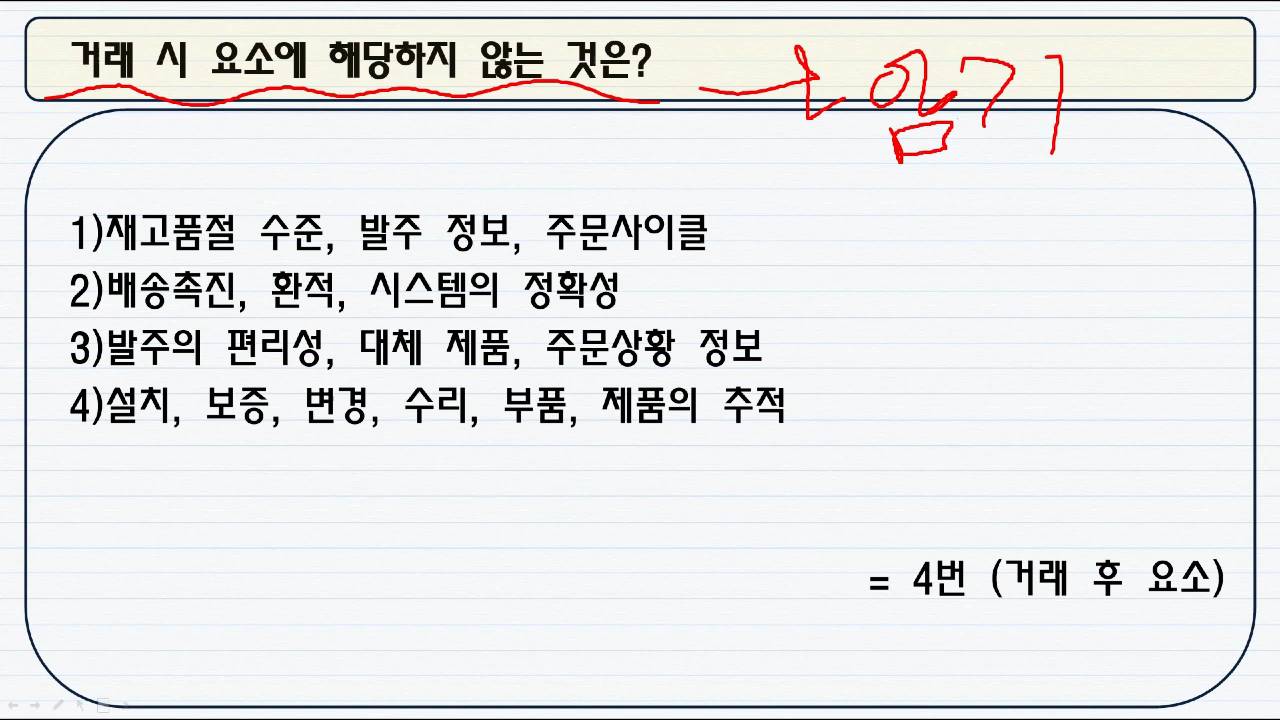 거래 시 요소에 해당하지 않는 것은?
암기
1)재고품절 수준, 발주 정보, 주문사이클
2)배송촉진, 환적, 시스템의 정확성
3)발주의 편리성, 대체 제품, 주문상황 정보
4)설치, 보증, 변경, 수리, 부품, 제품의 추적
= 4번 (거래 후 요소)